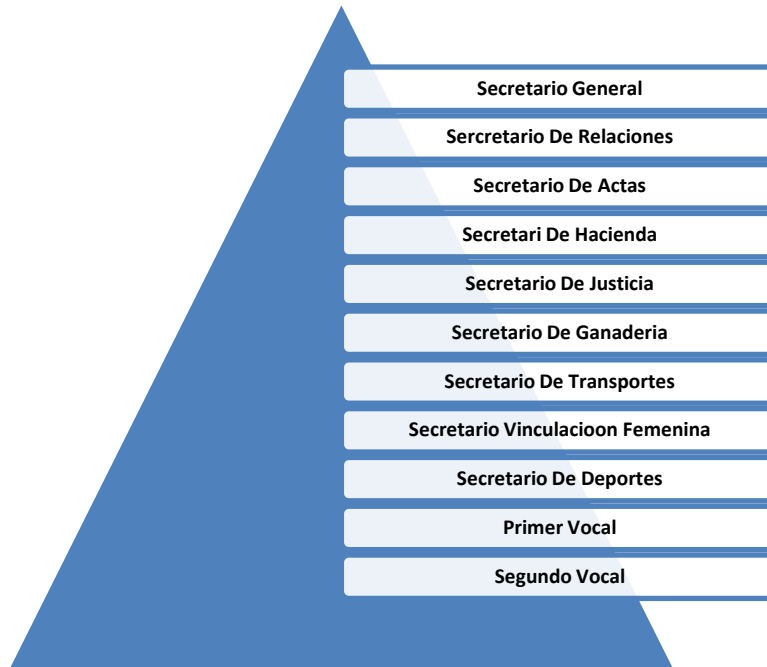 Secretario General
Sercretario De Relaciones
Secretario De Actas
Secretari De Hacienda
Secretario De Justicia
Secretario De Ganaderia
Secretario De Transportes
Secretario Vinculacioon Femenina
Secretario De Deportes
Primer Vocal
Segundo Vocal